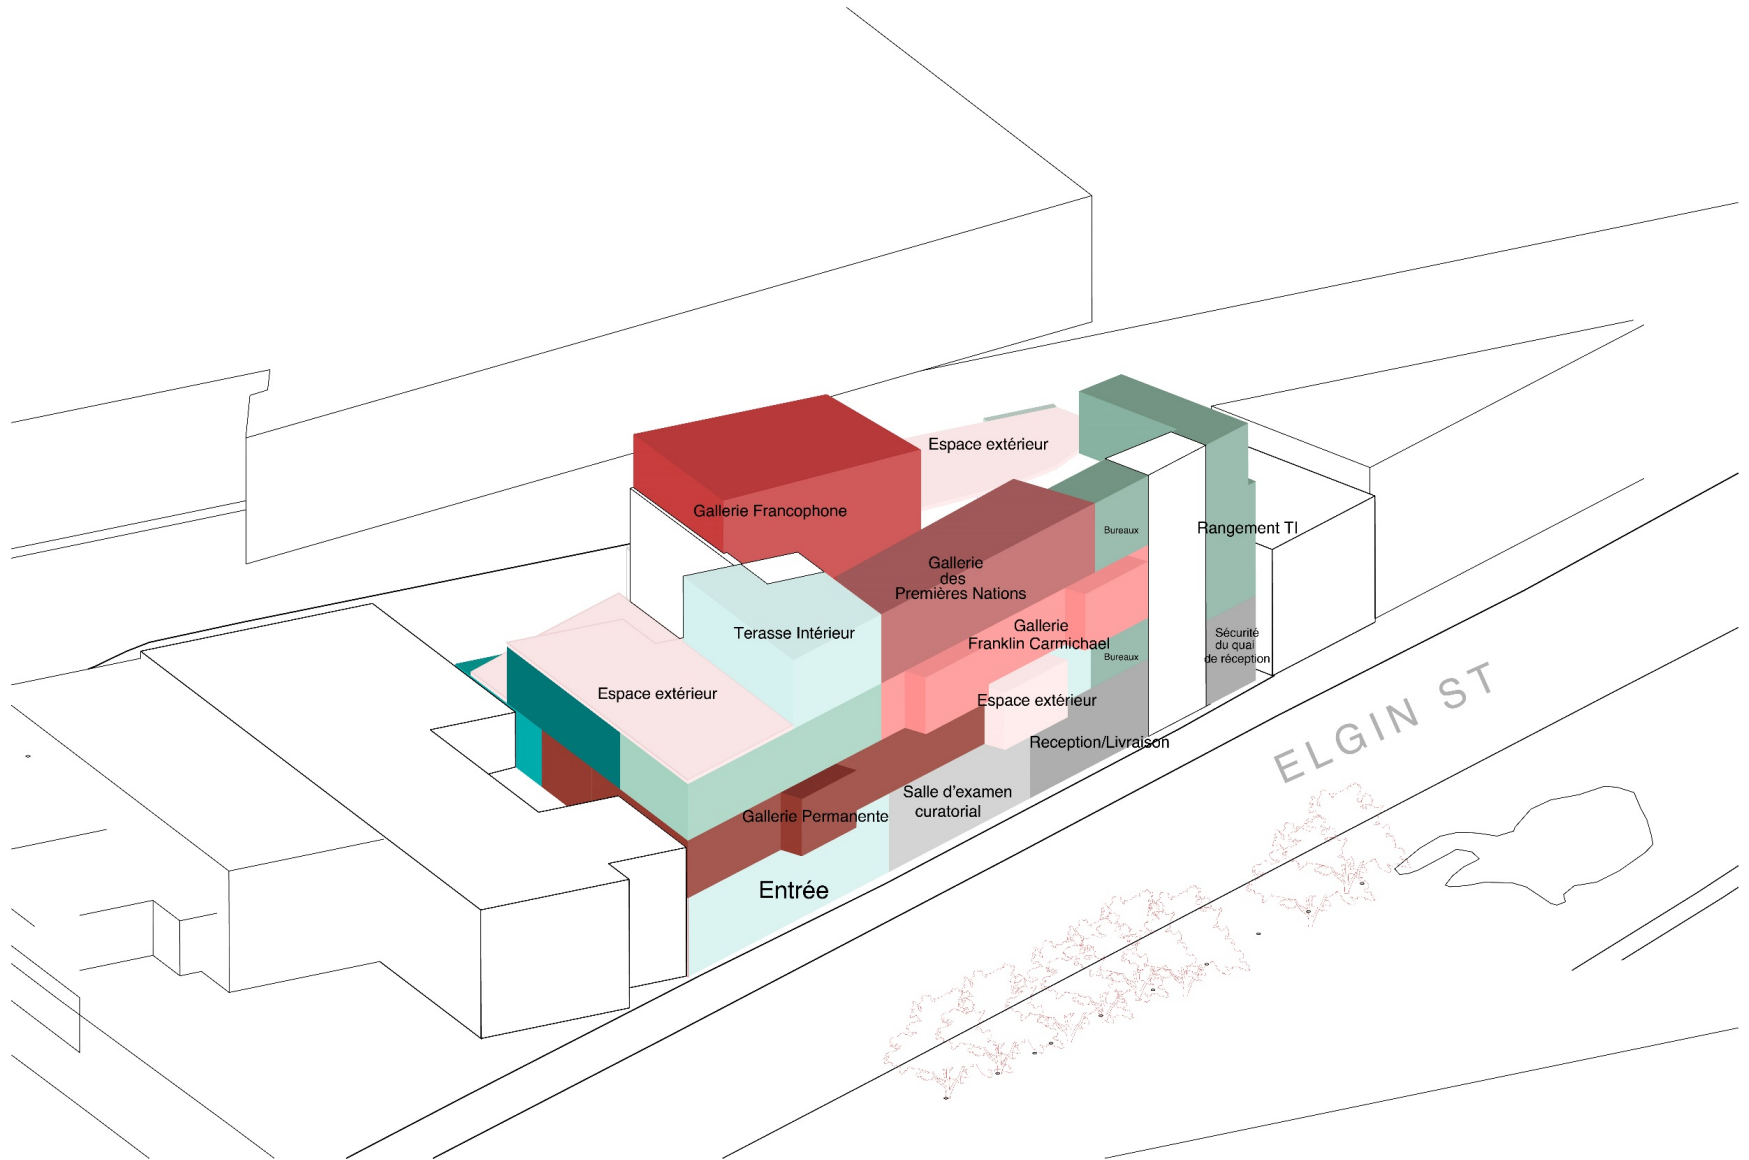 Espace extérieur
Gallerie Francophone
Bureaux
Rangement TI
Gallerie
des
Premières Nations
Gallerie
Franklin Carmichael
Terasse Intérieur
Sécurité
du quai
de réception
Bureaux
Espace extérieur
Espace extérieur
Reception/Livraison
ELGIN ST
Salle d'examen
curatorial
Gallerie Permanente
Entrée